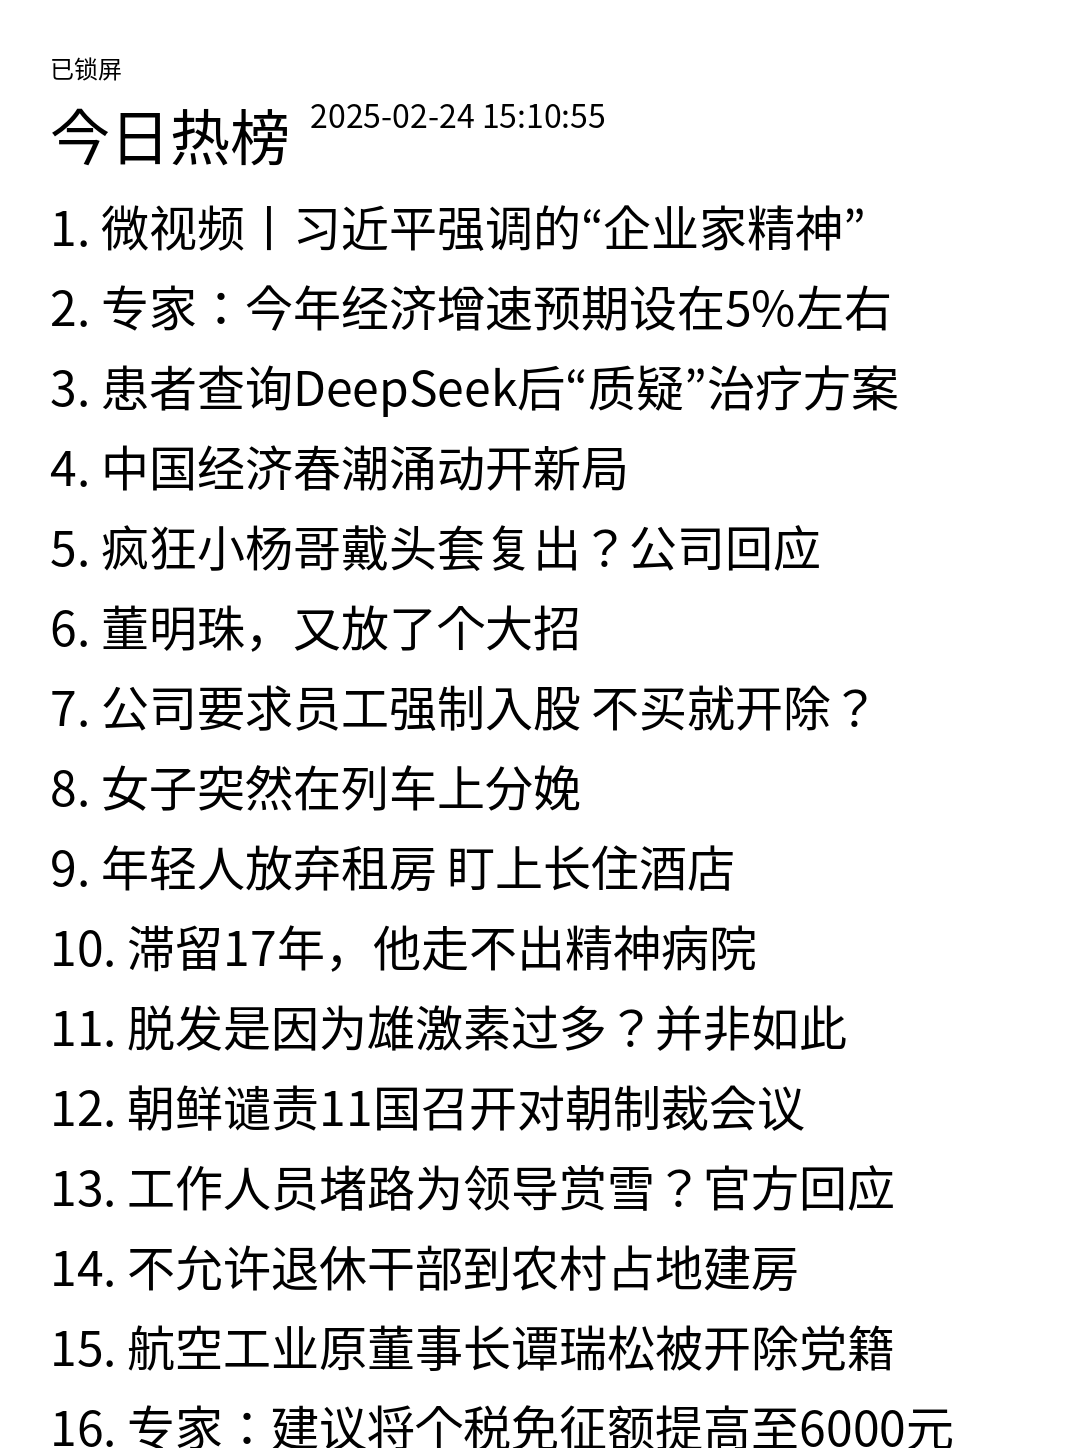 已锁屏
今日热榜 2025-02-24 15:10:55
1. 微视频丨习近平强调的“企业家精神”
2. 专家：今年经济增速预期设在5%左右
3. 患者查询DeepSeek后“质疑”治疗方案
4. 中国经济春潮涌动开新局
5. 疯狂小杨哥戴头套复出？公司回应
6. 董明珠，又放了个大招
7. 公司要求员工强制入股 不买就开除？
8. 女子突然在列车上分娩
9. 年轻人放弃租房 盯上长住酒店
10. 滞留17年，他走不出精神病院
11. 脱发是因为雄激素过多？并非如此
12. 朝鲜谴责11国召开对朝制裁会议
13. 工作人员堵路为领导赏雪？官方回应
14. 不允许退休干部到农村占地建房
15. 航空工业原董事长谭瑞松被开除党籍
16. 专家：建议将个税免征额提高至6000元